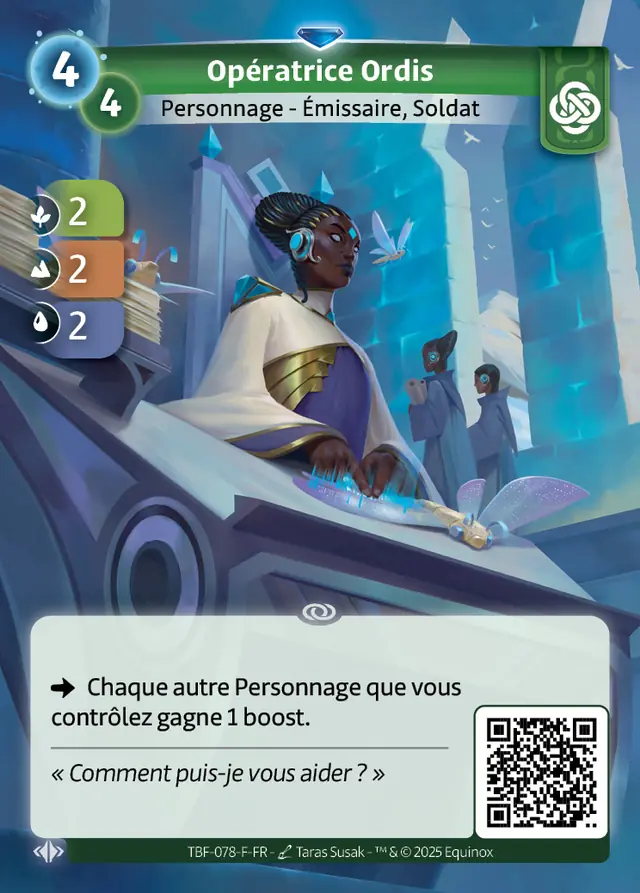 4
Opératrice Ordis
4
Personnage - Émissaire, Soldat
2
2
2
Chaque autre Personnage que vous
contrôlez gagne 1 boost.
« Comment puis-je vous aider ? »
TBF-078-F-FR - Taras Susak - ™ & © 2025 Equinox